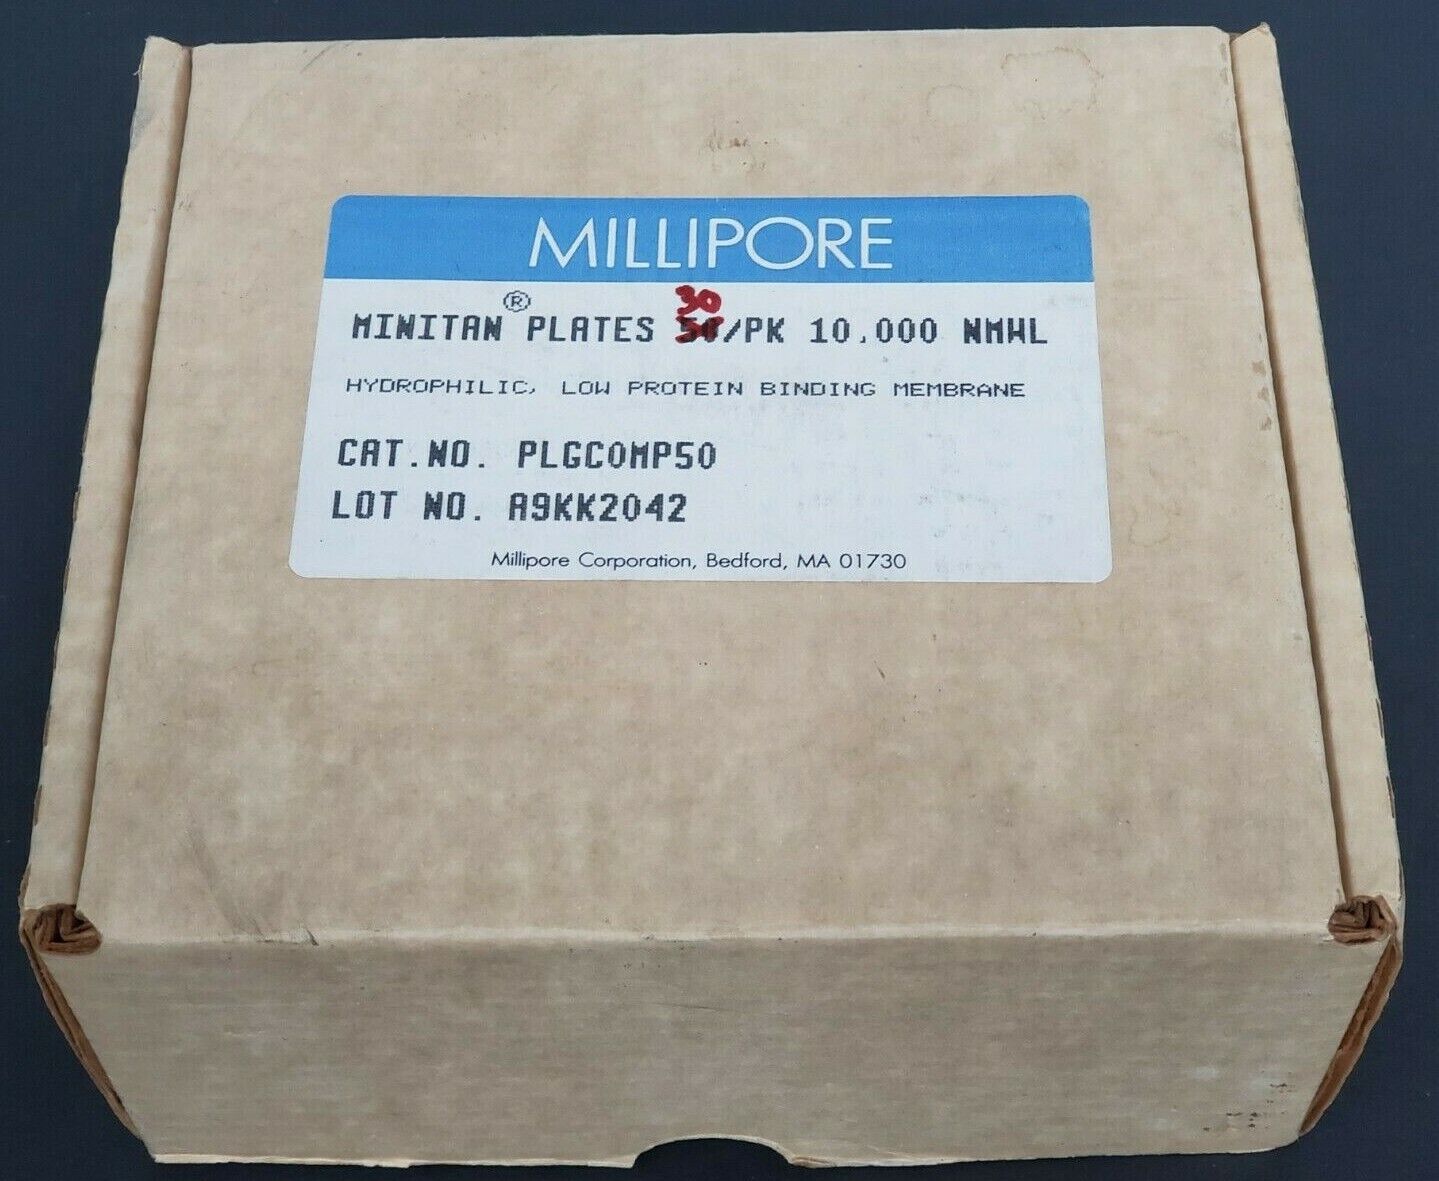 MILLIPORE
MINITAN® PLATES 30 50/PK 10,000 NMWL
HYDROPHILIC, LOW PROTEIN BINDING MEMBRANE
CAT.NO. PLGCOMP50
LOT NO. A9KK2042
Millipore Corporation, Bedford, MA 01730